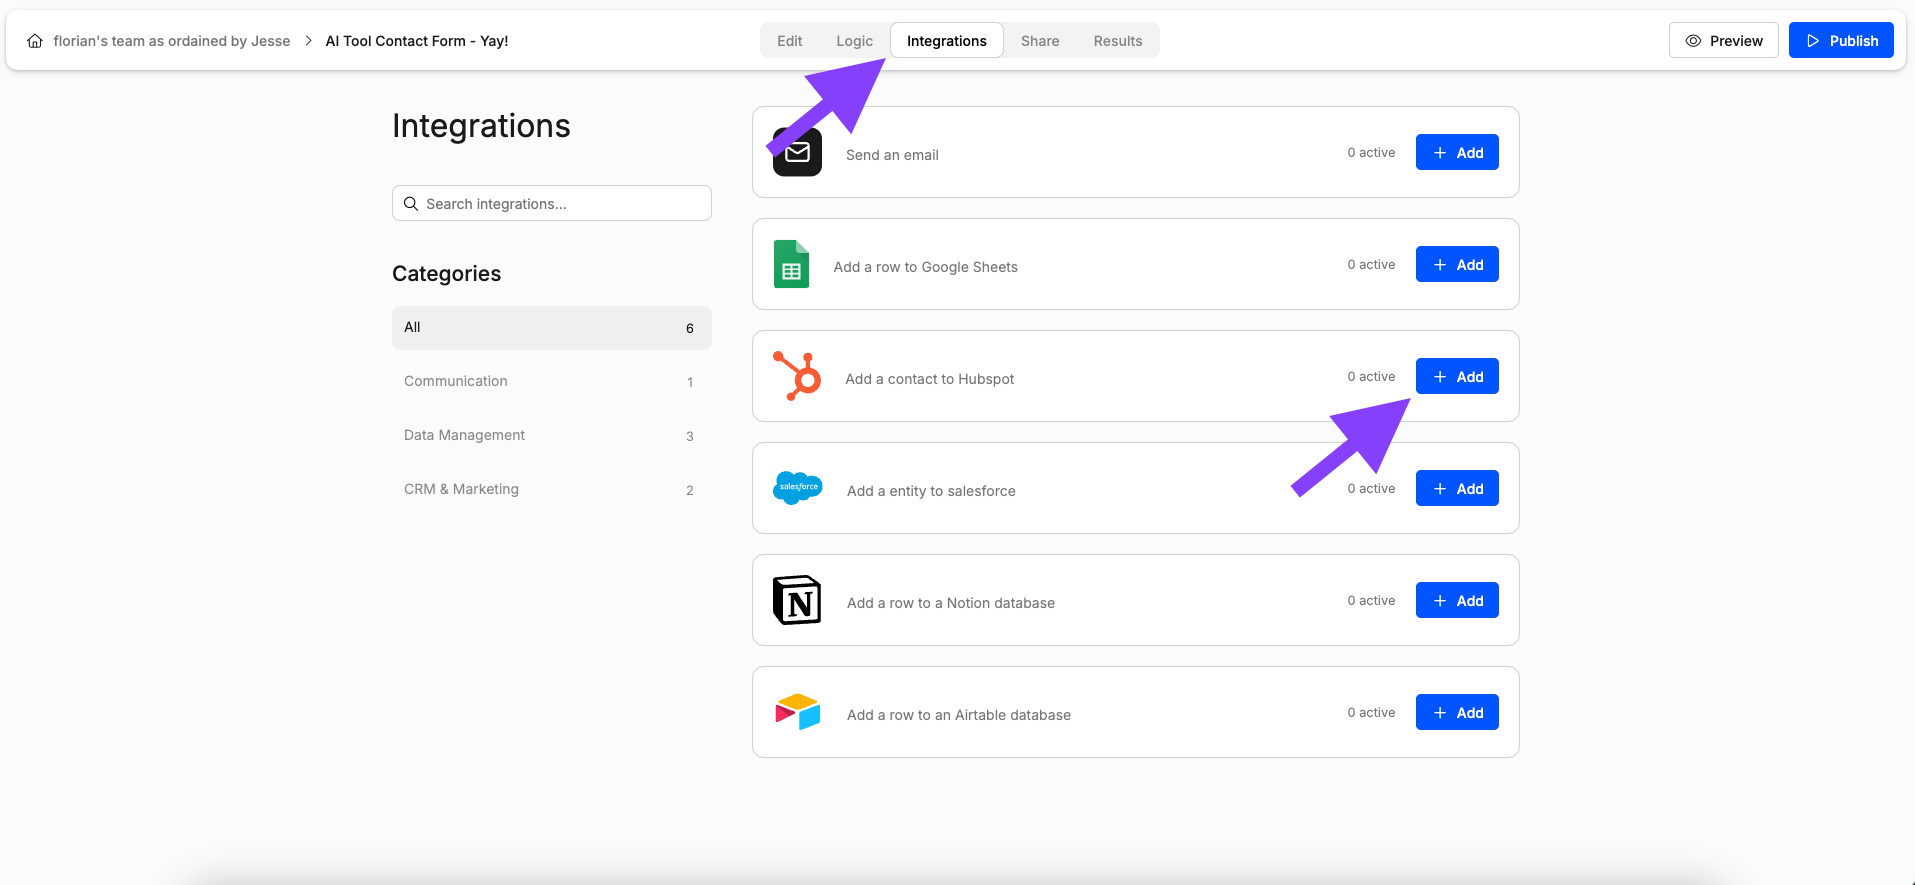 florian's team as ordained by Jesse > AI Tool Contact Form - Yay!
Edit Logic Integrations Share Results
Preview Publish
Integrations
Search integrations...
Categories
All 6
Communication 1
Data Management 3
CRM & Marketing 2
Send an email 0 active + Add
Add a row to Google Sheets 0 active + Add
Add a contact to Hubspot 0 active + Add
salesforce Add a entity to salesforce 0 active + Add
N Add a row to a Notion database 0 active + Add
Add a row to an Airtable database 0 active + Add